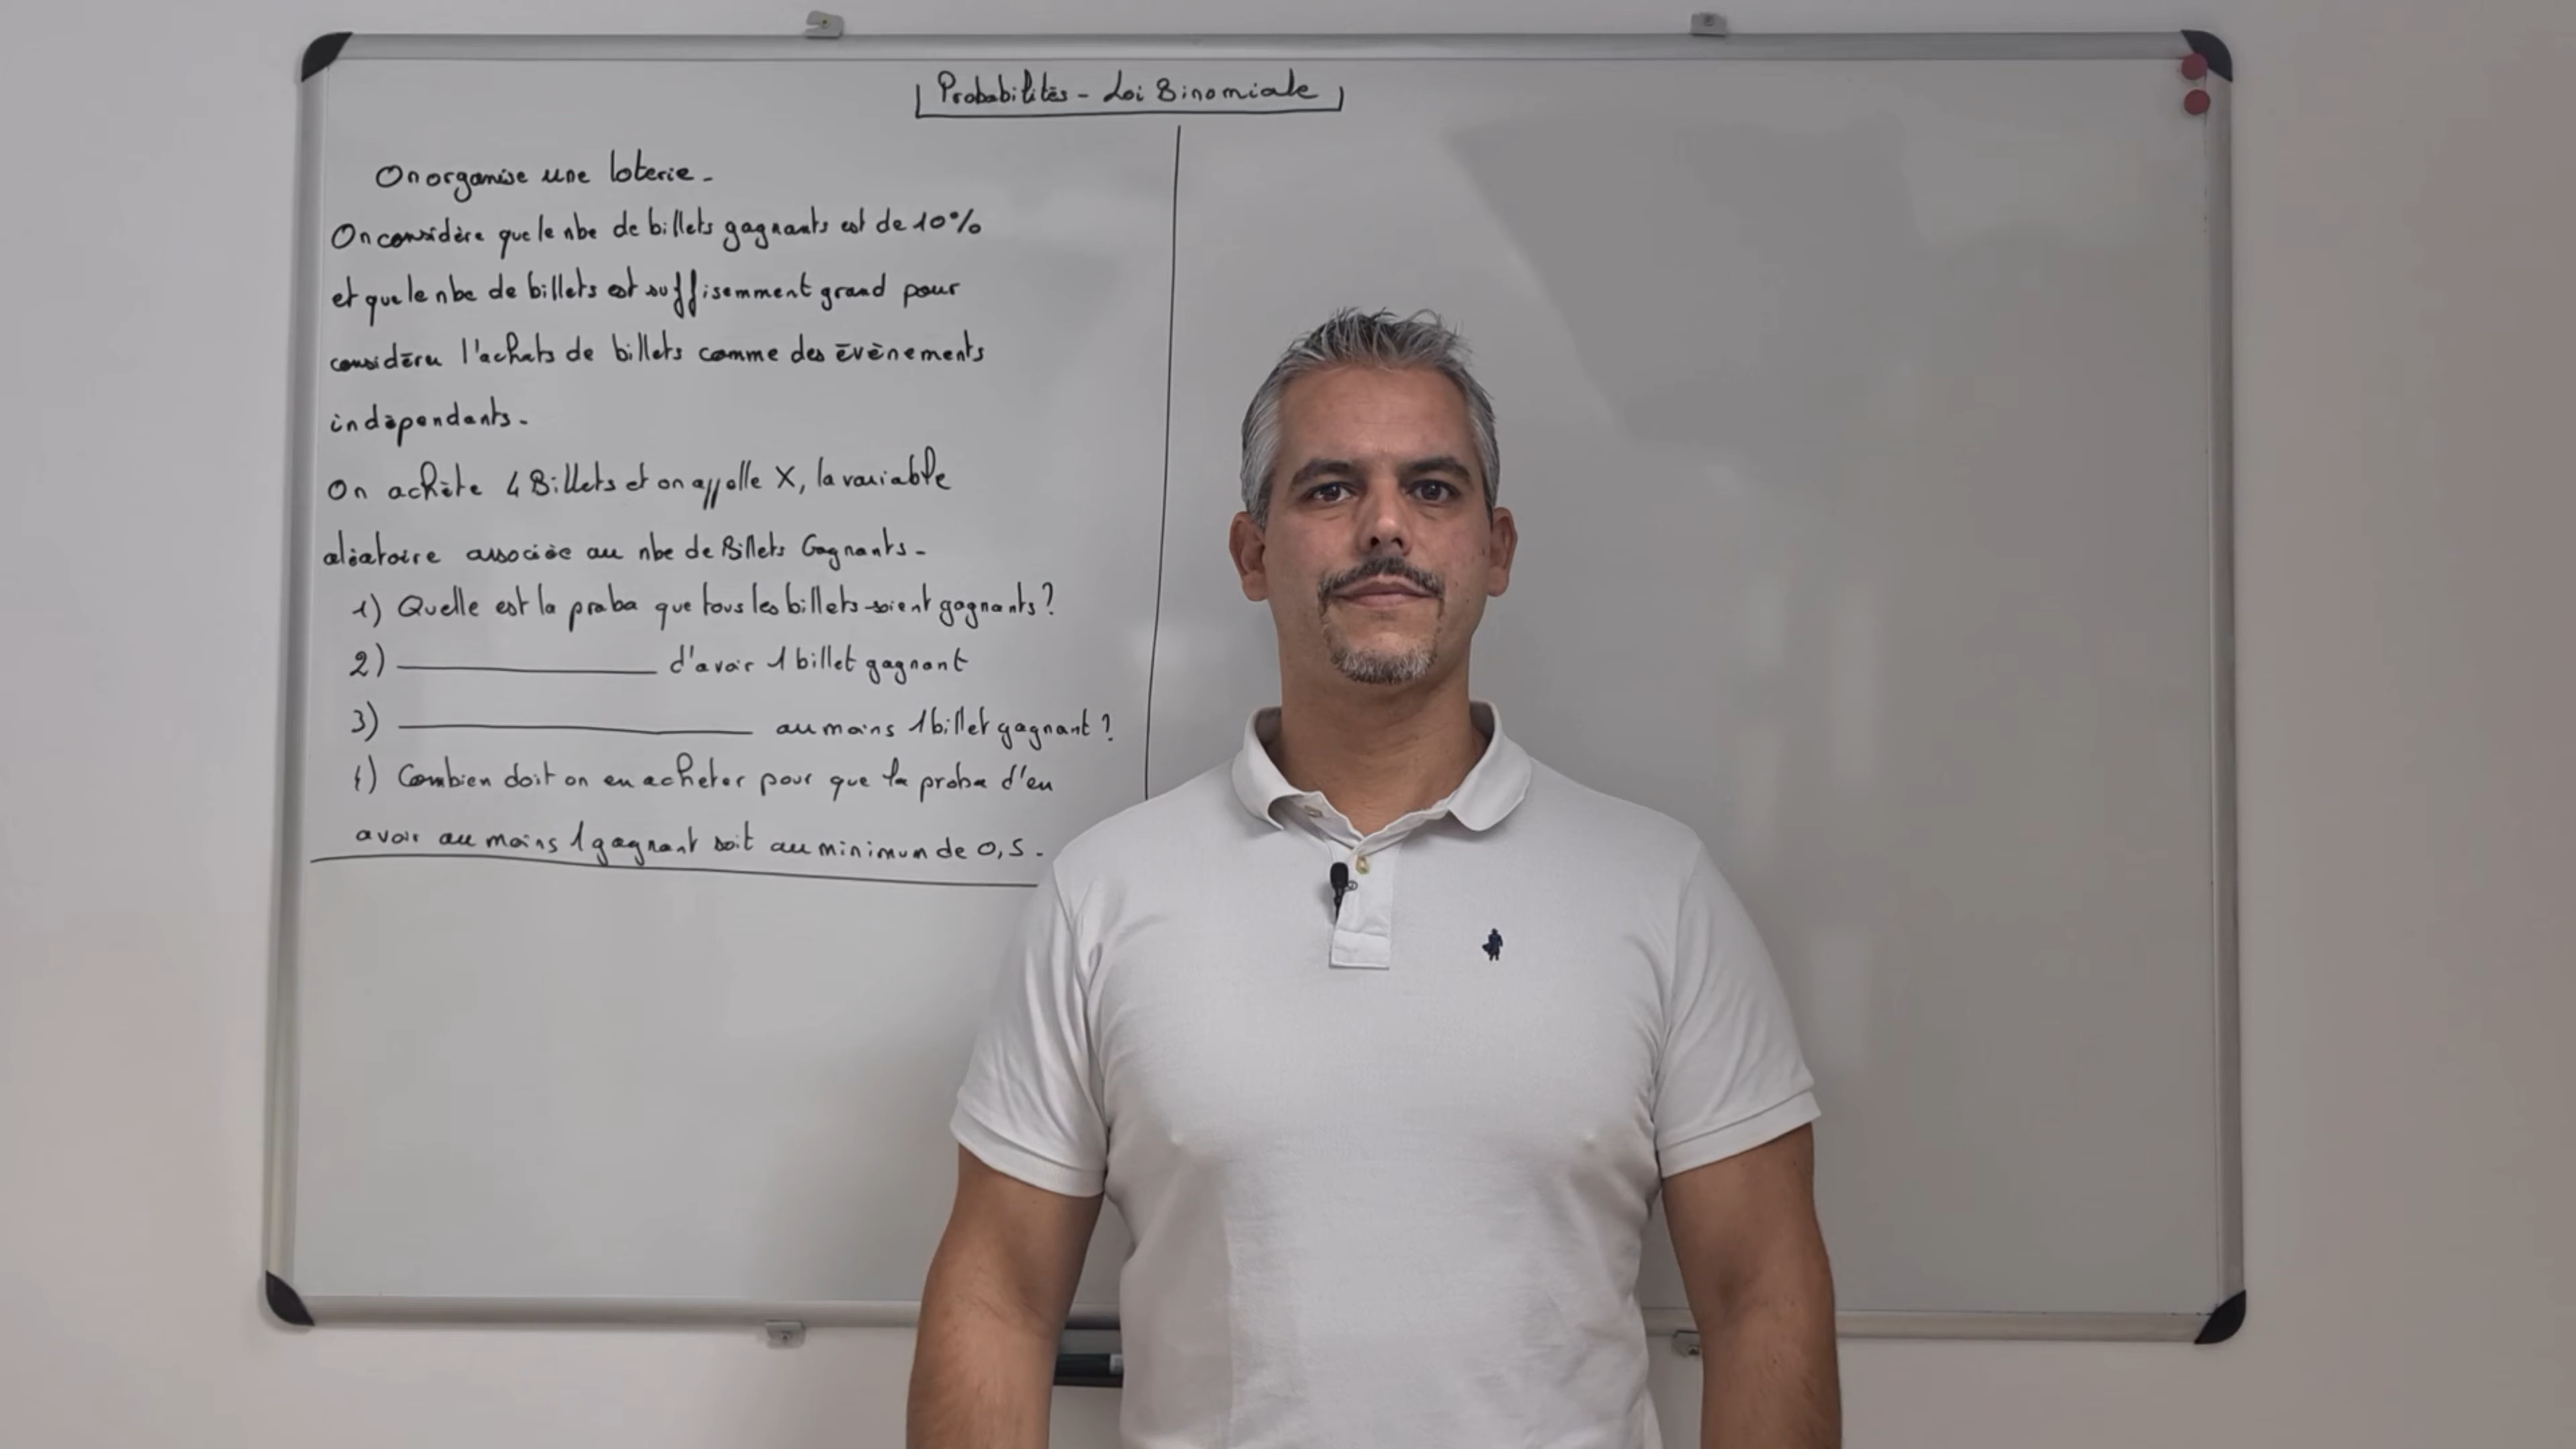 Probabilités - Loi Binomiale
On organise une loterie -
On considère que le nbe de billets gagnants est de 10%
et que le nbe de billets est suffisemment grand pour
considérer l'achats de billets comme des évènements
indépendants -
On achète 4 Billets et on appelle X, la variable
aléatoire associée au nbe de Billets Gagnants -
1) Quelle est la proba que tous les billets soient gagnants ?
2) d'avoir 1 billet gagnant
3) au moins 1 billet gagnant ?
4) Combien doit on en acheter pour que la proba d'en
avoir au moins 1 gagnant soit au minimum de 0,5 -